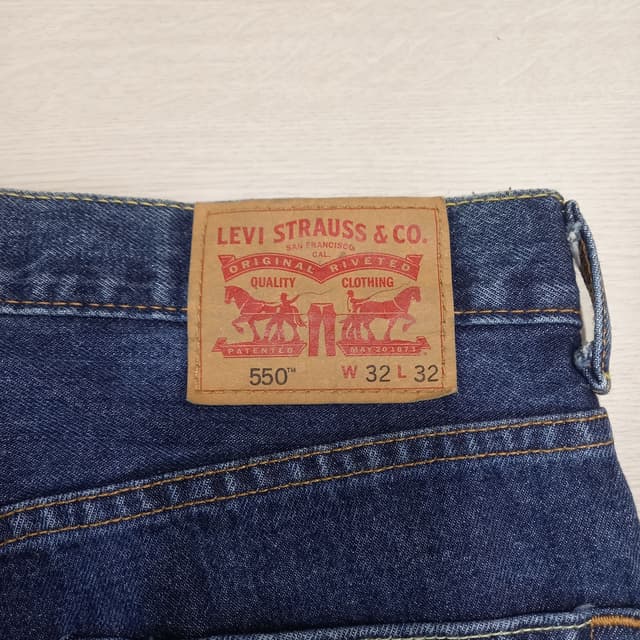 LEVI STRAUSS & CO.
SAN FRANCISCO
CAL.
ORIGINAL RIVETED
QUALITY CLOTHING
PATENTED MAY 20 1873
550™ W 32 L 32